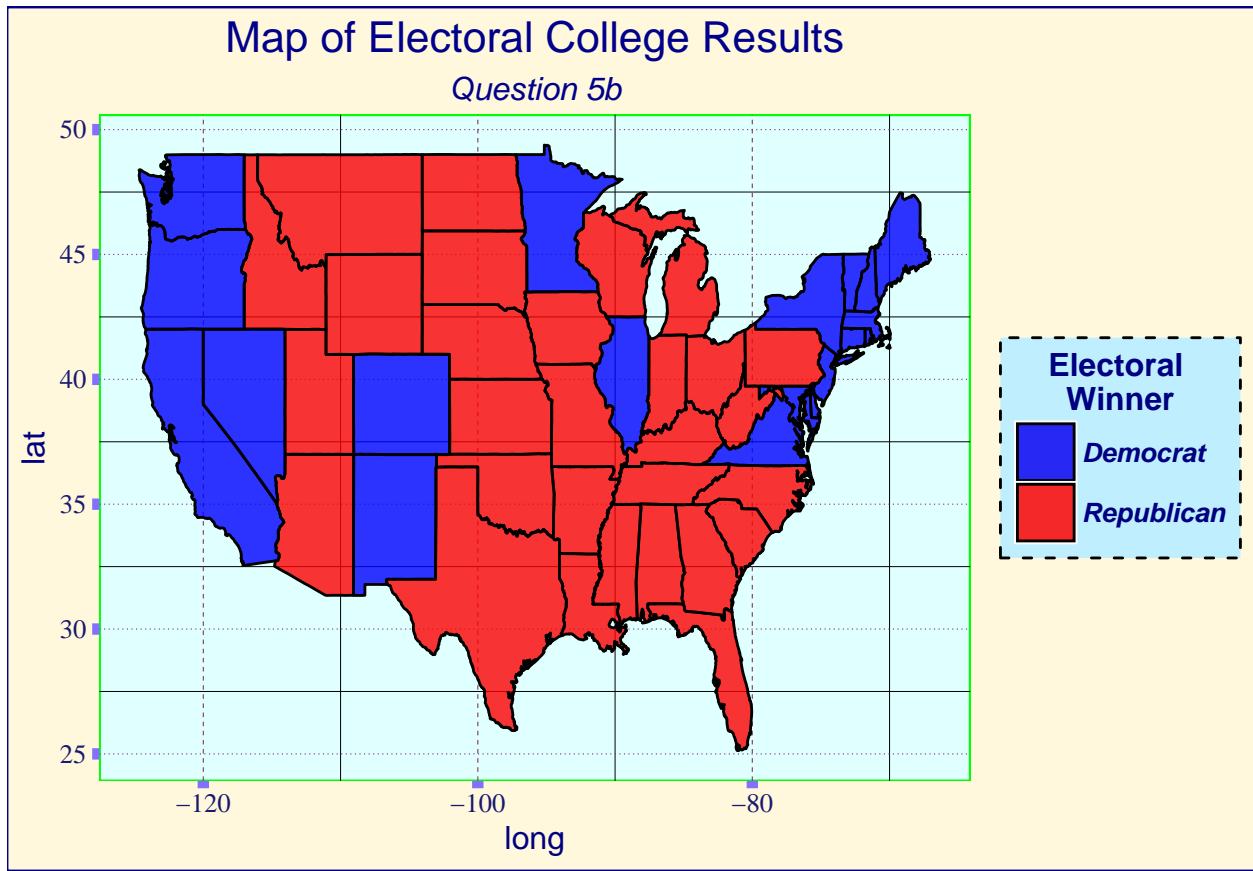 Map of Electoral College Results
Question 5b
50
45
40
35
30
25
lat
−120
−100
−80
long
Electoral
Winner
Democrat
Republican